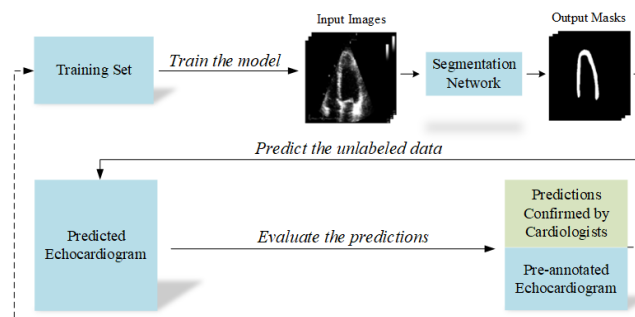 Input Images
Output Masks
Training Set
Train the model
Segmentation
Network
Predict the unlabeled data
Predicted
Echocardiogram
Evaluate the predictions
Predictions
Confirmed by
Cardiologists
Pre-annotated
Echocardiogram